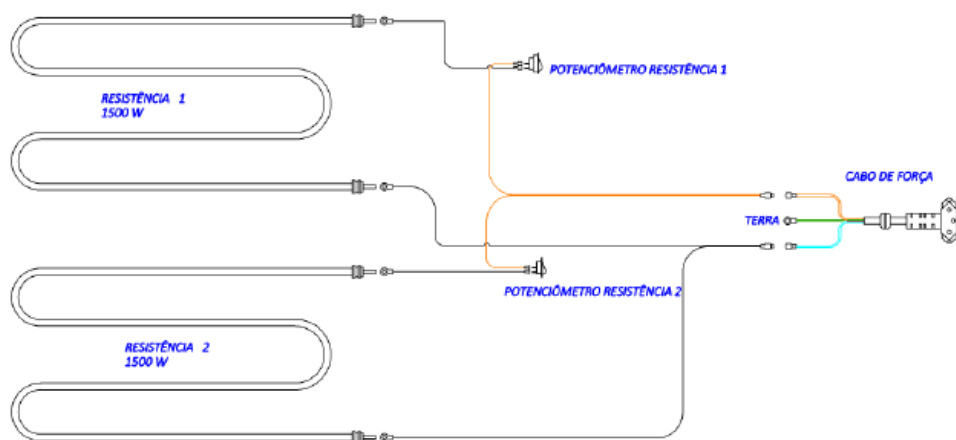 POTENCIÔMETRO RESISTÊNCIA 1
RESISTÊNCIA 1
1500 W
CABO DE FORÇA
TERRA
POTENCIÔMETRO RESISTÊNCIA 2
RESISTÊNCIA 2
1500 W